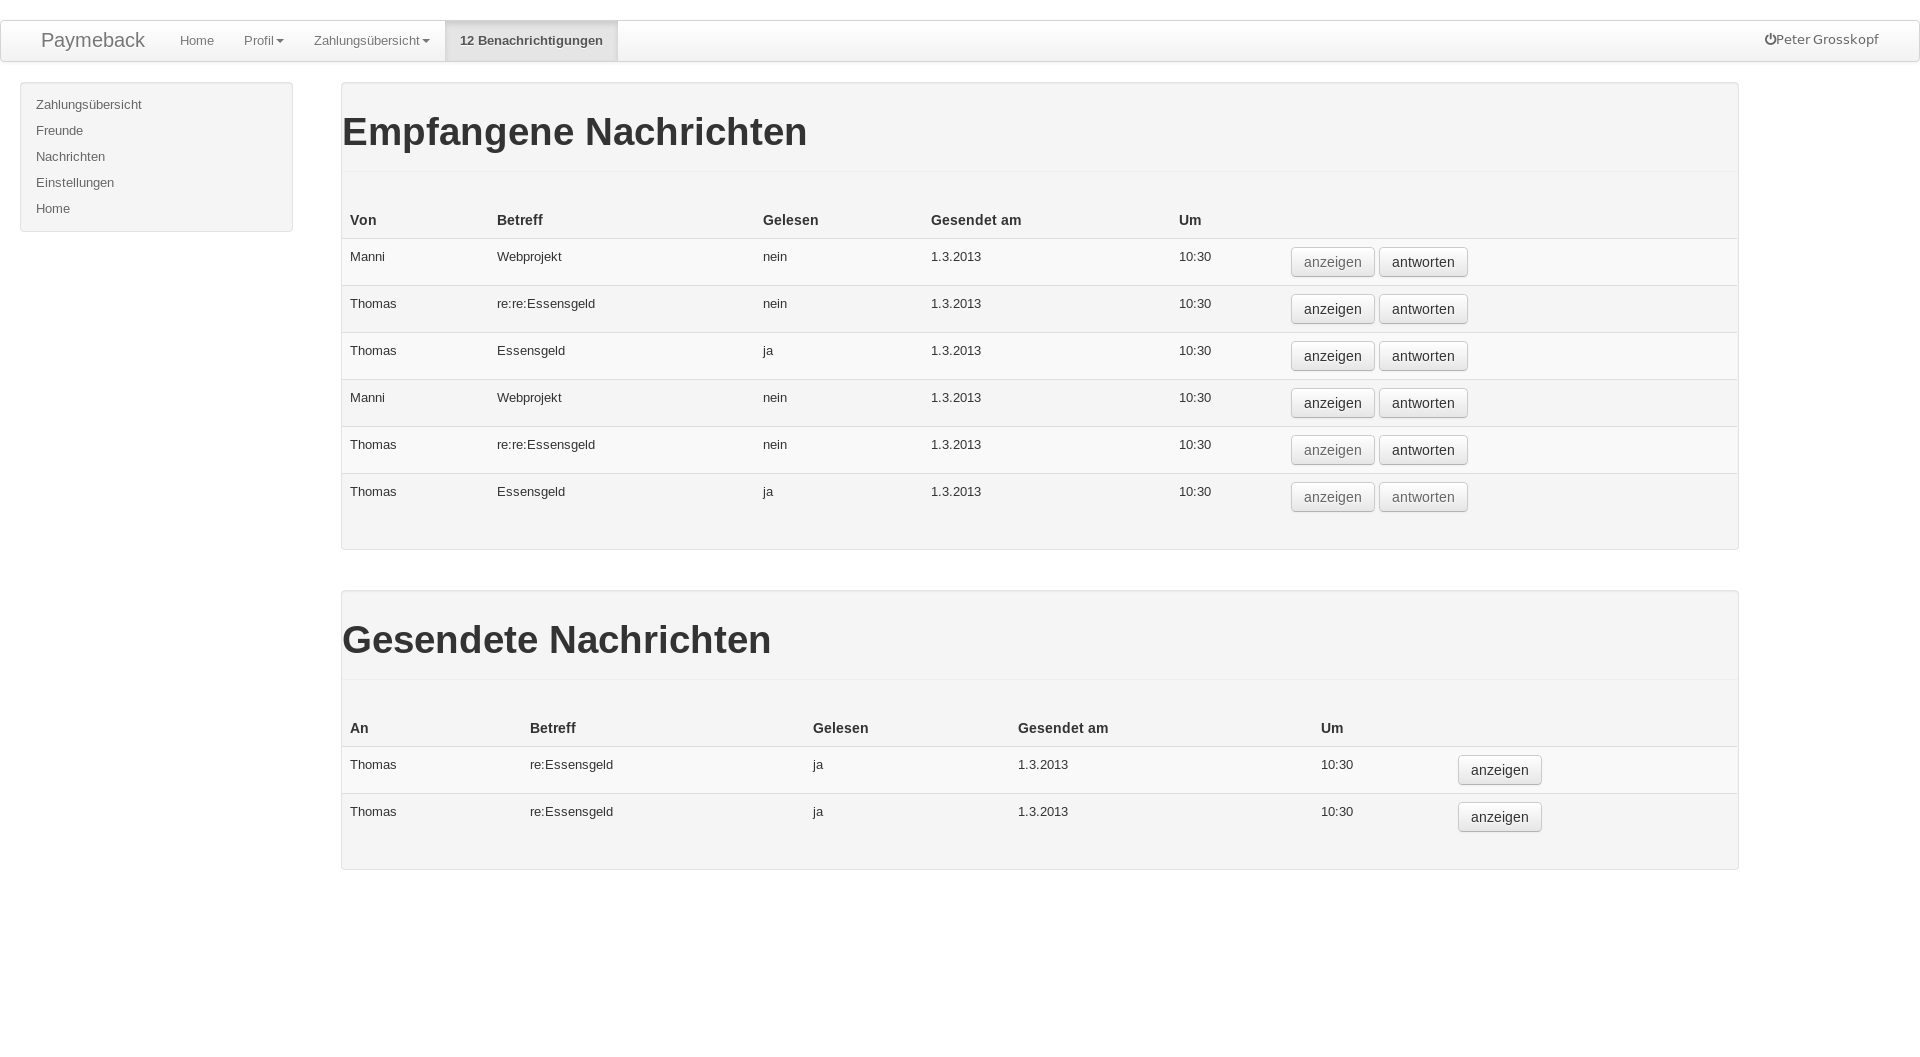 Paymeback Home Profil Zahlungsübersicht 12 Benachrichtigungen Peter Grosskopf
Zahlungsübersicht
Freunde
Nachrichten
Einstellungen
Home
Empfangene Nachrichten
Von Betreff Gelesen Gesendet am Um
Manni Webprojekt nein 1.3.2013 10:30 anzeigen antworten
Thomas re:re:Essensgeld nein 1.3.2013 10:30 anzeigen antworten
Thomas Essensgeld ja 1.3.2013 10:30 anzeigen antworten
Manni Webprojekt nein 1.3.2013 10:30 anzeigen antworten
Thomas re:re:Essensgeld nein 1.3.2013 10:30 anzeigen antworten
Thomas Essensgeld ja 1.3.2013 10:30 anzeigen antworten
Gesendete Nachrichten
An Betreff Gelesen Gesendet am Um
Thomas re:Essensgeld ja 1.3.2013 10:30 anzeigen
Thomas re:Essensgeld ja 1.3.2013 10:30 anzeigen